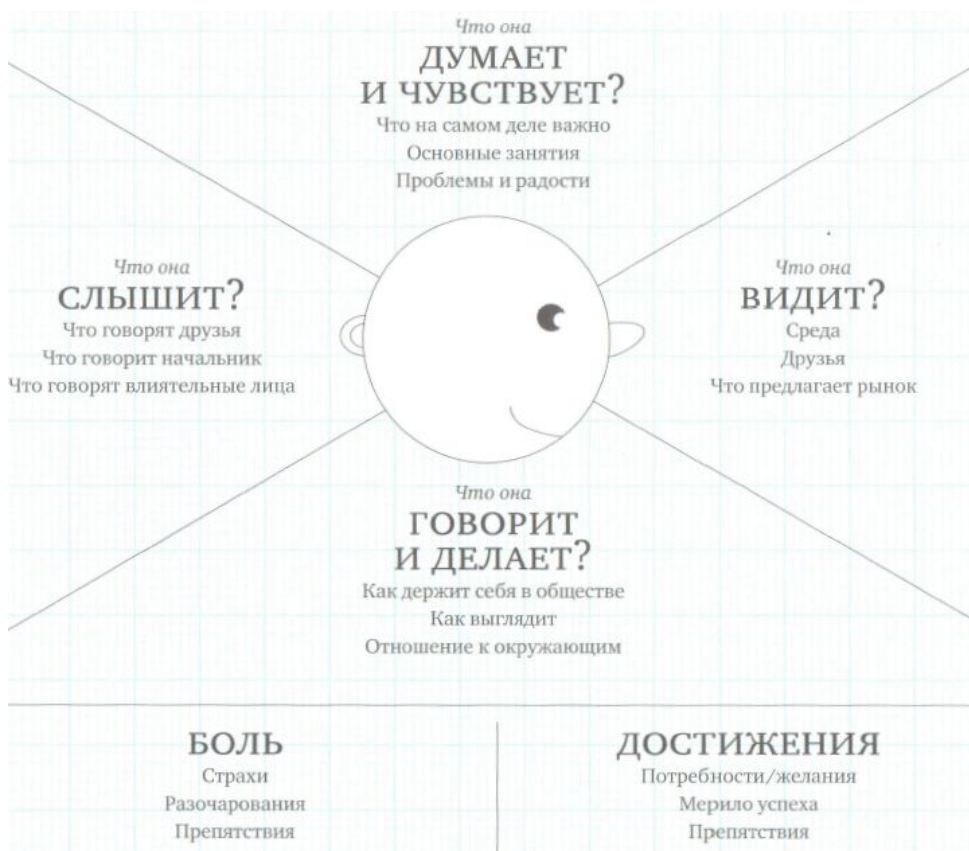 Что она
ДУМАЕТ
И ЧУВСТВУЕТ?
Что на самом деле важно
Основные занятия
Проблемы и радости
Что она
СЛЫШИТ?
Что говорят друзья
Что говорит начальник
Что говорят влиятельные лица
Что она
ВИДИТ?
Среда
Друзья
Что предлагает рынок
Что она
ГОВОРИТ
И ДЕЛАЕТ?
Как держит себя в обществе
Как выглядит
Отношение к окружающим
БОЛЬ
Страхи
Разочарования
Препятствия
ДОСТИЖЕНИЯ
Потребности/желания
Мерило успеха
Препятствия